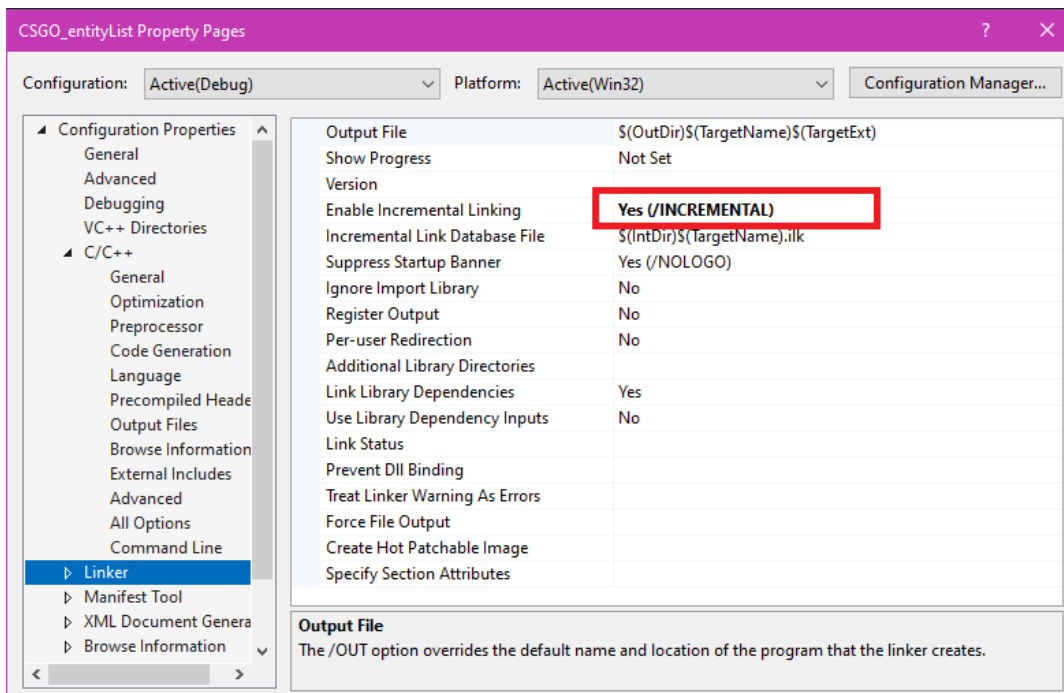 CSGO_entityList Property Pages ? ✕
Configuration: Active(Debug) Platform: Active(Win32) Configuration Manager...
Configuration Properties
General
Advanced
Debugging
VC++ Directories
C/C++
General
Optimization
Preprocessor
Code Generation
Language
Precompiled Heade
Output Files
Browse Information
External Includes
Advanced
All Options
Command Line
Linker
Manifest Tool
XML Document Genera
Browse Information
Output File $(OutDir)$(TargetName)$(TargetExt)
Show Progress Not Set
Version
Enable Incremental Linking Yes (/INCREMENTAL)
Incremental Link Database File $(IntDir)$(TargetName).ilk
Suppress Startup Banner Yes (/NOLOGO)
Ignore Import Library No
Register Output No
Per-user Redirection No
Additional Library Directories
Link Library Dependencies Yes
Use Library Dependency Inputs No
Link Status
Prevent Dll Binding
Treat Linker Warning As Errors
Force File Output
Create Hot Patchable Image
Specify Section Attributes
Output File
The /OUT option overrides the default name and location of the program that the linker creates.